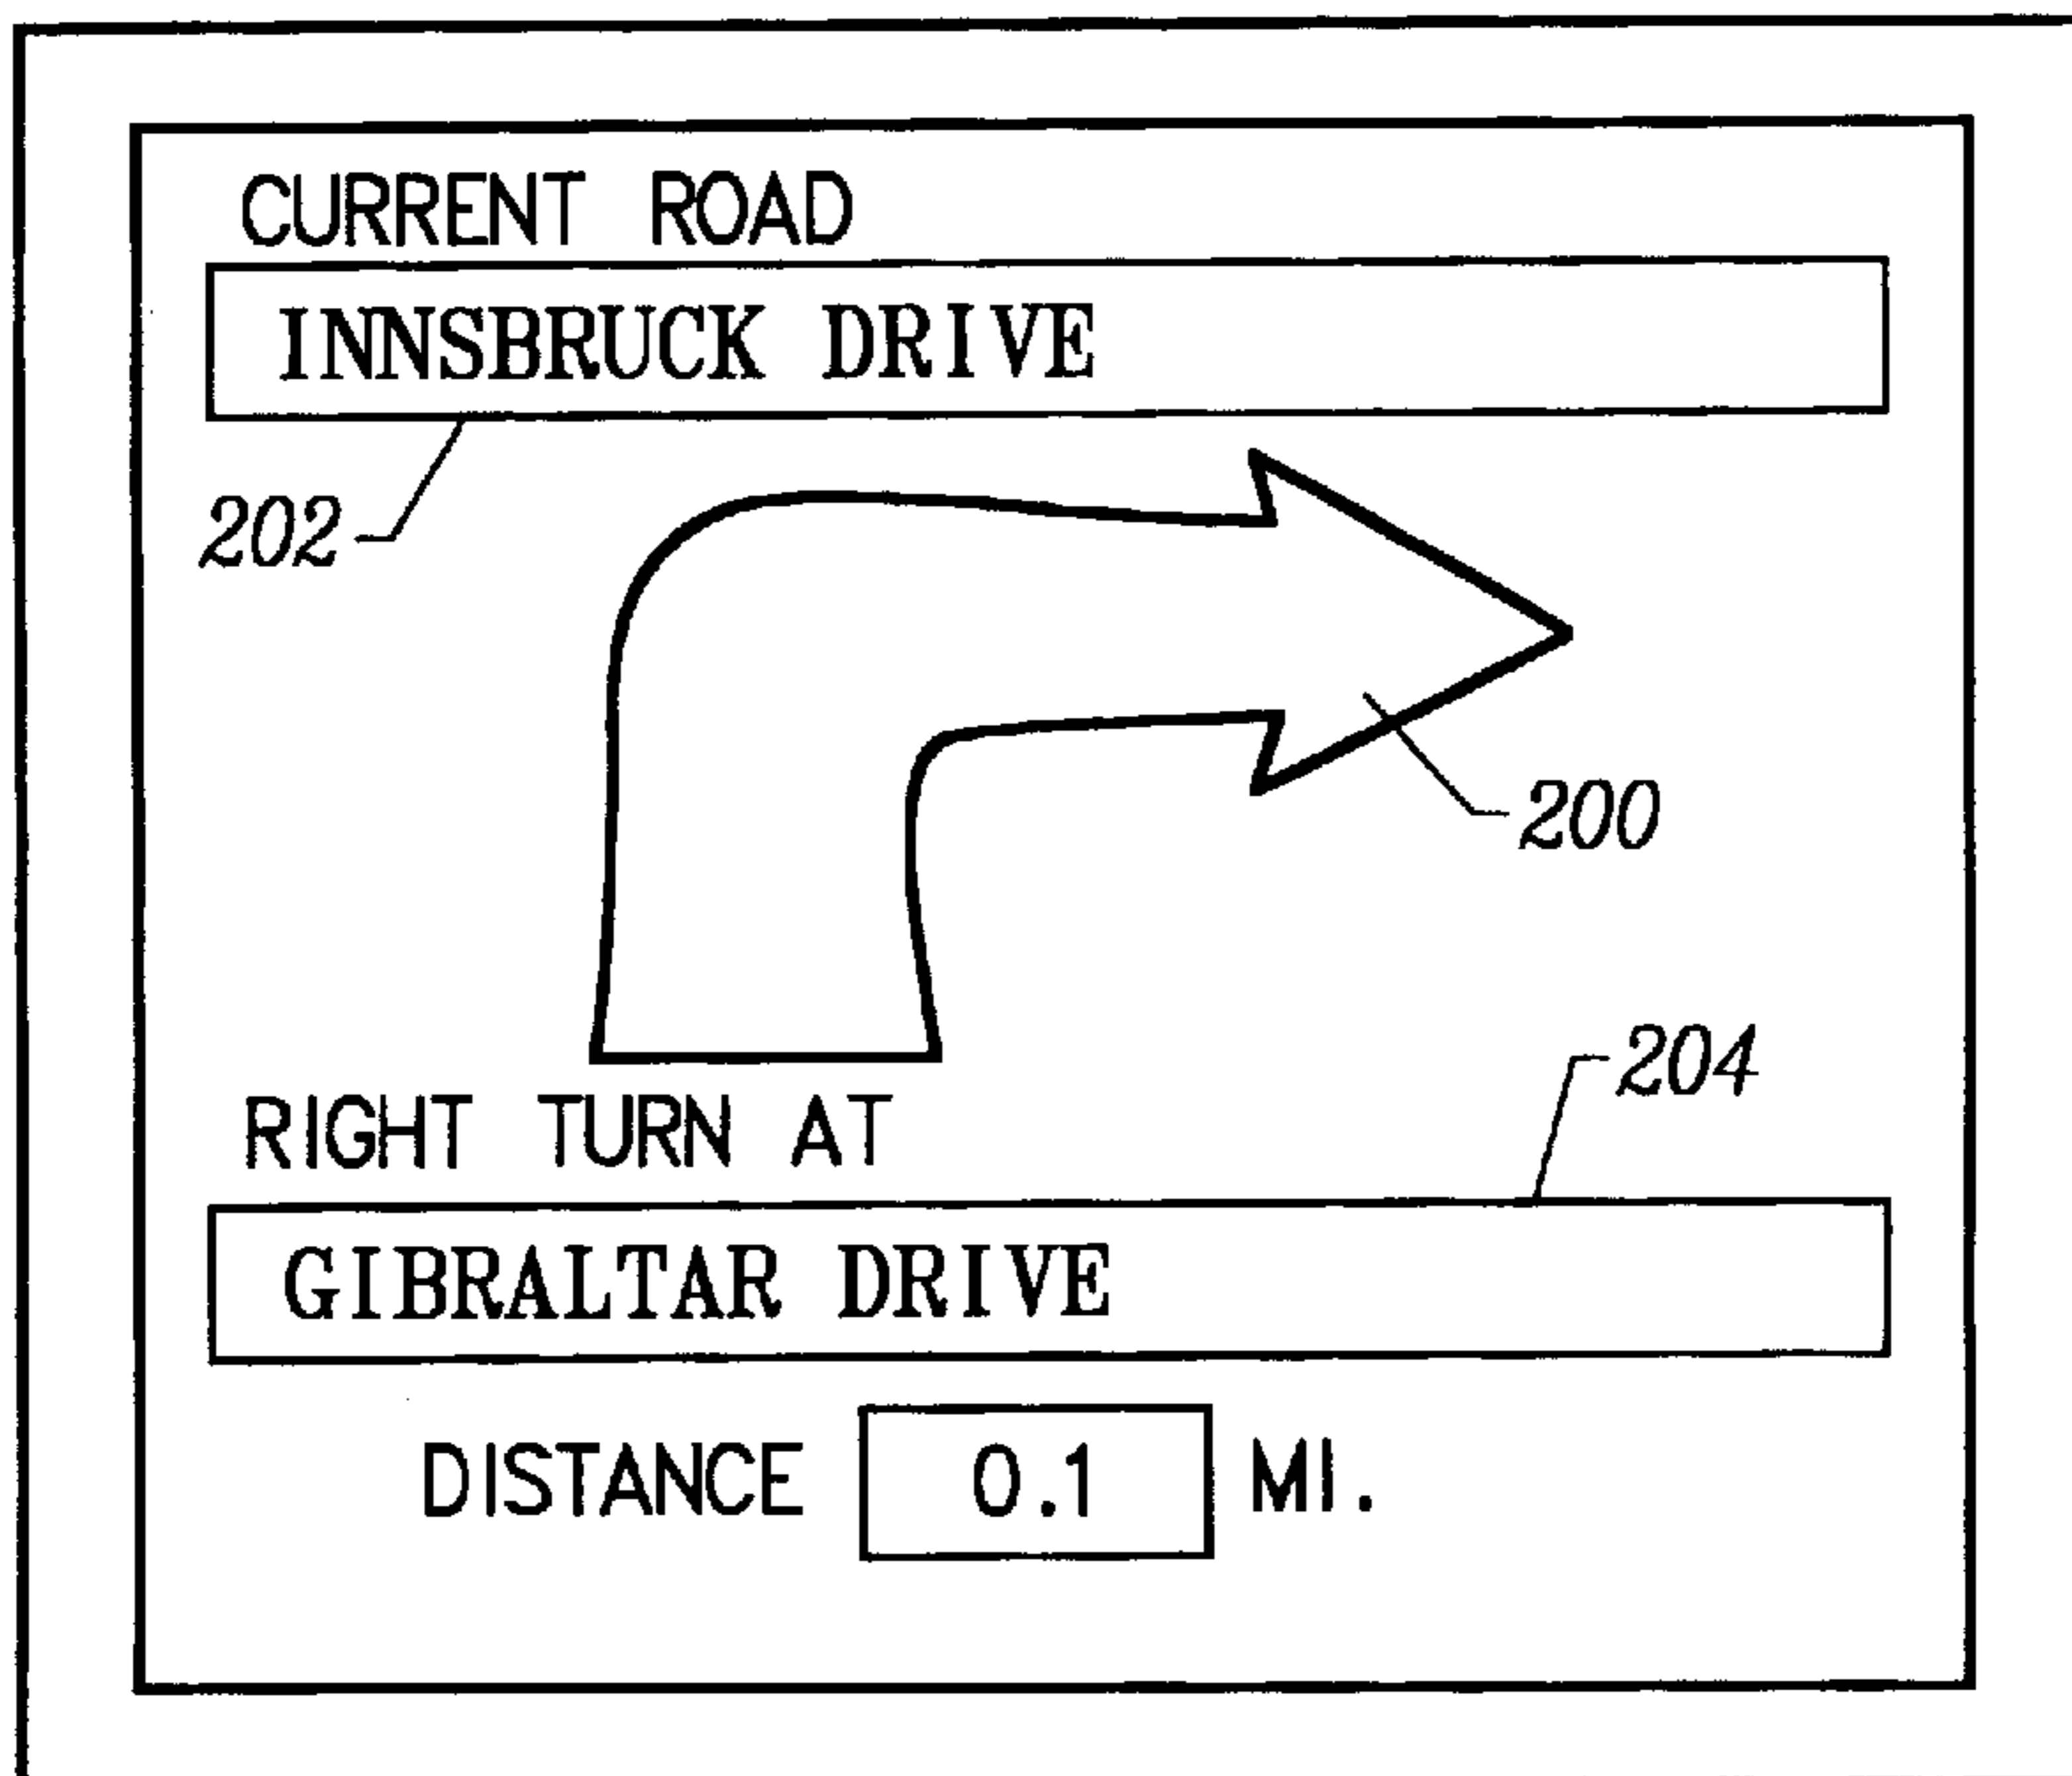 CURRENT ROAD
INNSBRUCK DRIVE
202
200
204
RIGHT TURN AT
GIBRALTAR DRIVE
DISTANCE 0.1 MI.